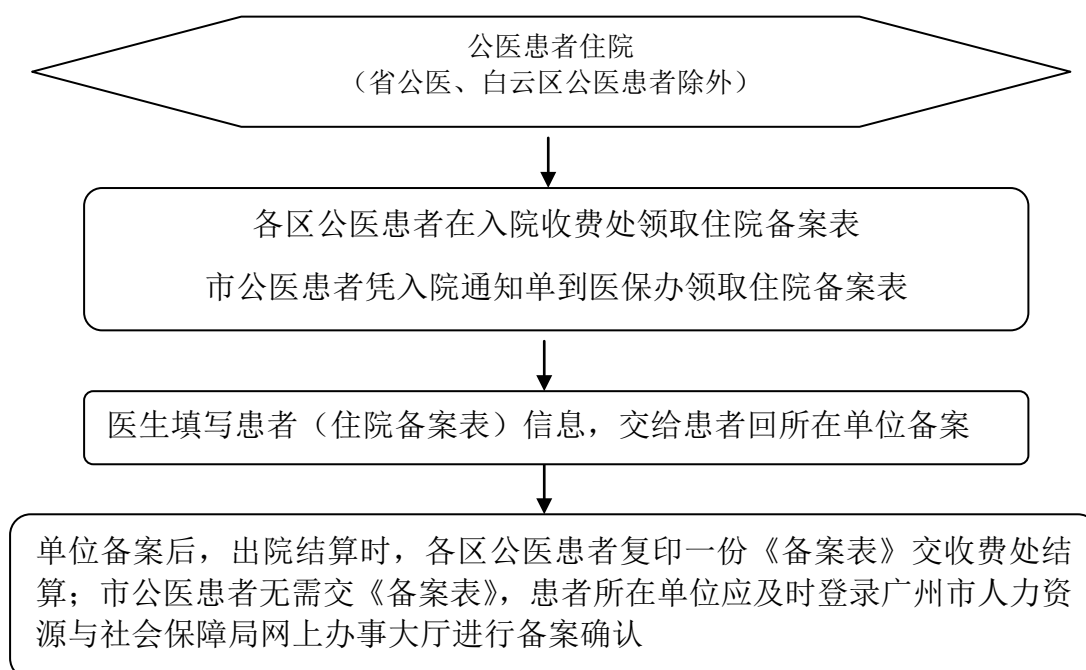 公医患者住院
（省公医、白云区公医患者除外）
各区公医患者在入院收费处领取住院备案表
市公医患者凭入院通知单到医保办领取住院备案表
医生填写患者（住院备案表）信息，交给患者回所在单位备案
单位备案后，出院结算时，各区公医患者复印一份《备案表》交收费处结
算；市公医患者无需交《备案表》，患者所在单位应及时登录广州市人力资
源与社会保障局网上办事大厅进行备案确认